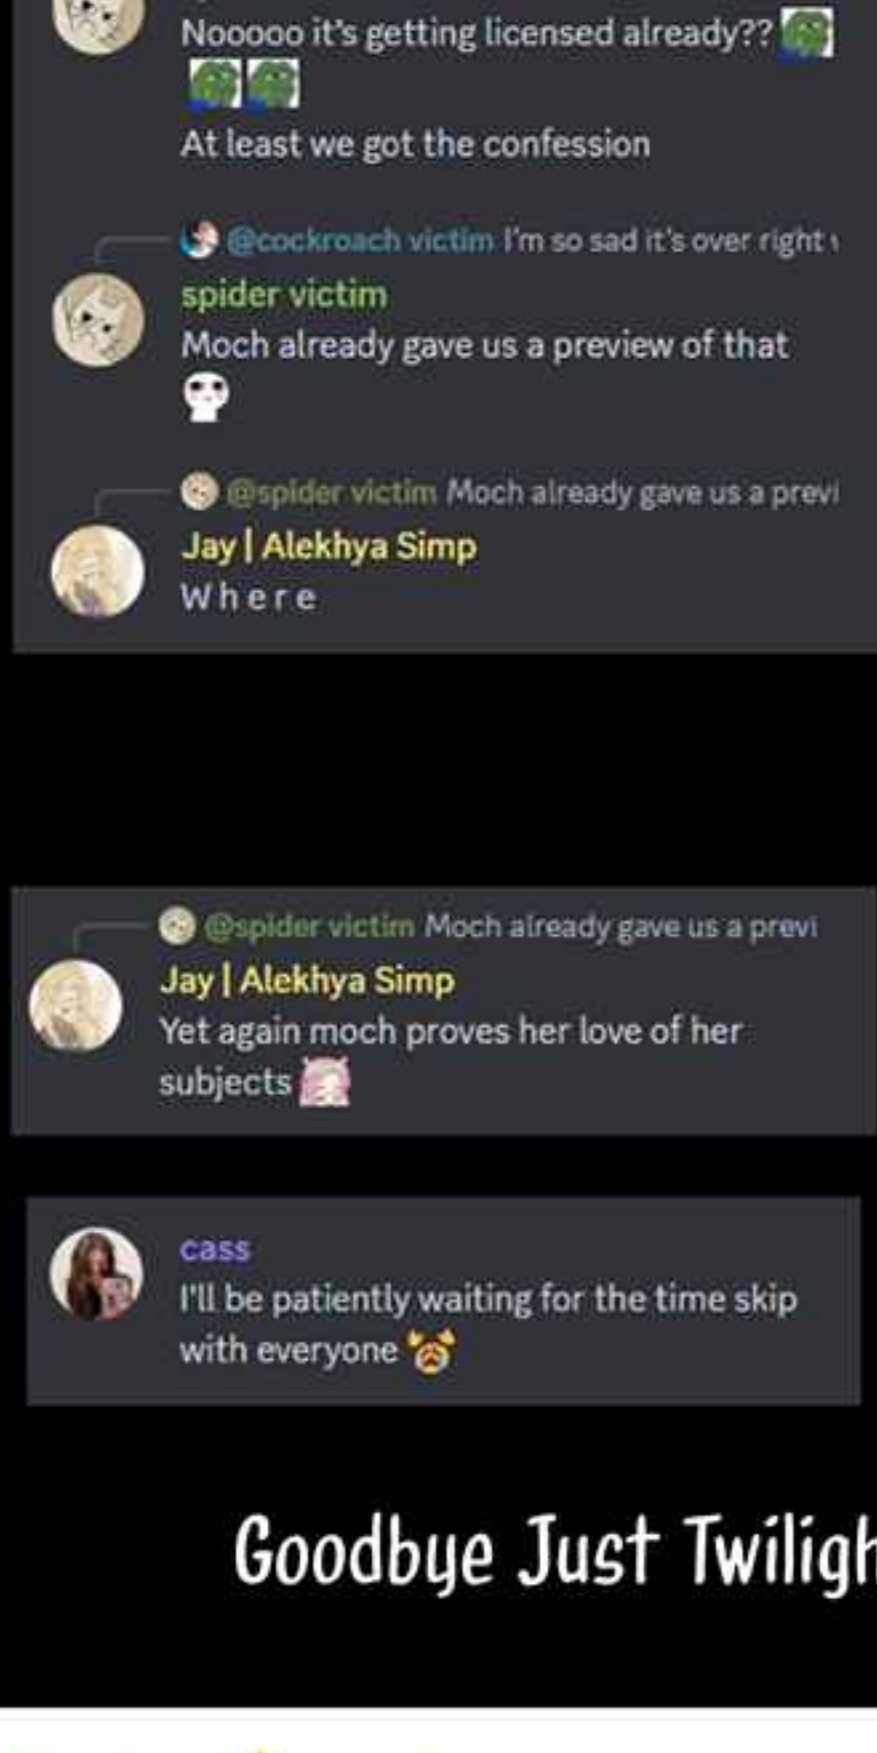 Nooooo it's getting licensed already??
At least we got the confession
@cockroach victim I'm so sad it's over right
spider victim
Moch already gave us a preview of that
@spider victim Moch already gave us a previ
Jay | Alekhya Simp
Where
@spider victim Moch already gave us a previ
Jay | Alekhya Simp
Yet again moch proves her love of her
subjects
cass
I'll be patiently waiting for the time skip
with everyone
Goodbye Just Twiligh